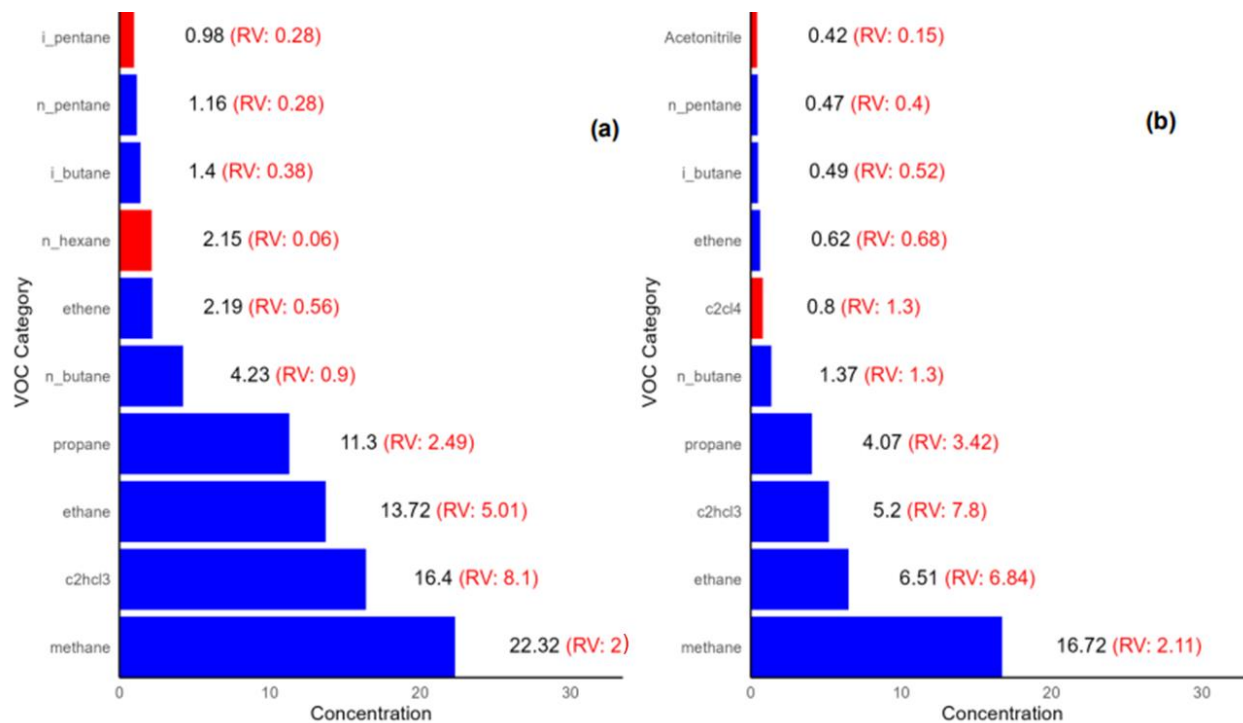 i_pentane 0.98 (RV: 0.28)
n_pentane 1.16 (RV: 0.28)
(a)
i_butane 1.4 (RV: 0.38)
n_hexane 2.15 (RV: 0.06)
ethene 2.19 (RV: 0.56)
n_butane 4.23 (RV: 0.9)
propane 11.3 (RV: 2.49)
ethane 13.72 (RV: 5.01)
c2hcl3 16.4 (RV: 8.1)
methane 22.32 (RV: 2)
VOC Category
0 10 20 30
Concentration
Acetonitrile 0.42 (RV: 0.15)
n_pentane 0.47 (RV: 0.4)
(b)
i_butane 0.49 (RV: 0.52)
ethene 0.62 (RV: 0.68)
c2cl4 0.8 (RV: 1.3)
n_butane 1.37 (RV: 1.3)
propane 4.07 (RV: 3.42)
c2hcl3 5.2 (RV: 7.8)
ethane 6.51 (RV: 6.84)
methane 16.72 (RV: 2.11)
VOC Category
0 10 20 30
Concentration